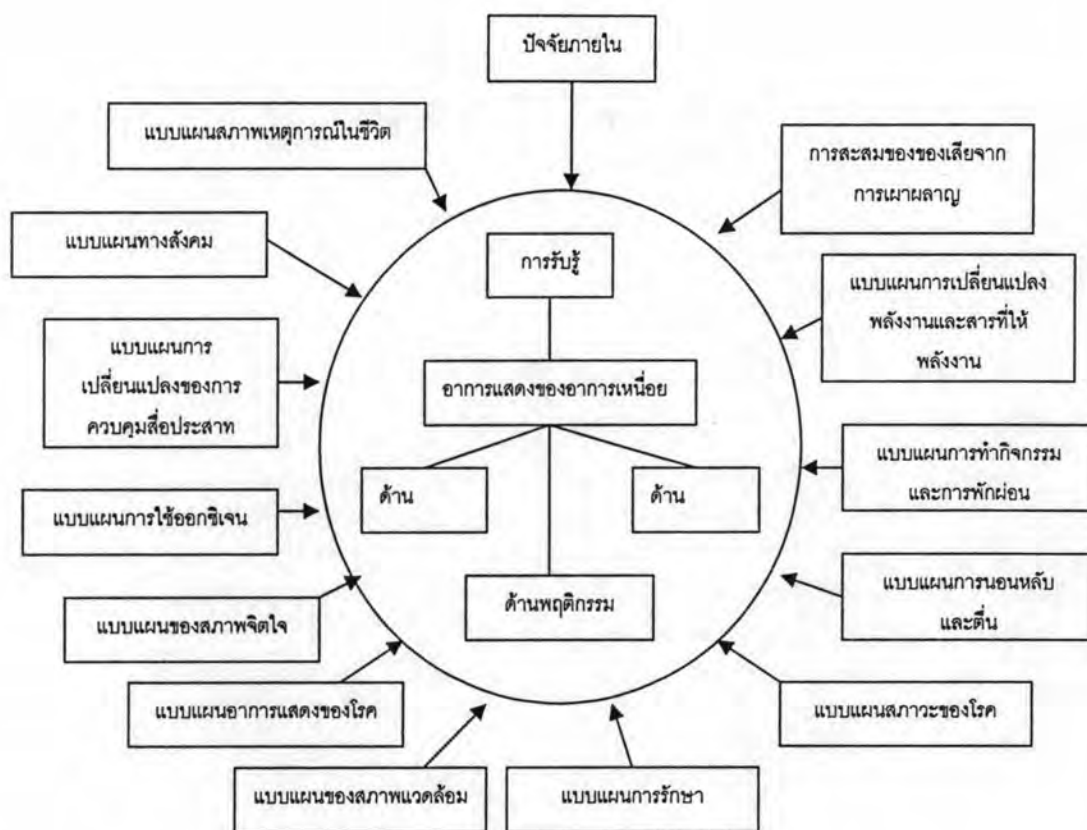 ปัจจัยภายใน
แบบแผนสภาพเหตุการณ์ในชีวิต
การสะสมของของเสียจาก
การเผาผลาญ
แบบแผนทางสังคม
การรับรู้
แบบแผนการเปลี่ยนแปลง
พลังงานและสารที่ให้
พลังงาน
แบบแผนการ
เปลี่ยนแปลงของการ
ควบคุมสื่อประสาท
อาการแสดงของอาการเหนื่อย
แบบแผนการทำกิจกรรม
และการพักผ่อน
ด้าน
ด้าน
แบบแผนการใช้ออกซิเจน
แบบแผนการนอนหลับ
และตื่น
ด้านพฤติกรรม
แบบแผนของสภาพจิตใจ
แบบแผนอาการแสดงของโรค
แบบแผนสภาวะของโรค
แบบแผนของสภาพแวดล้อม
แบบแผนการรักษา